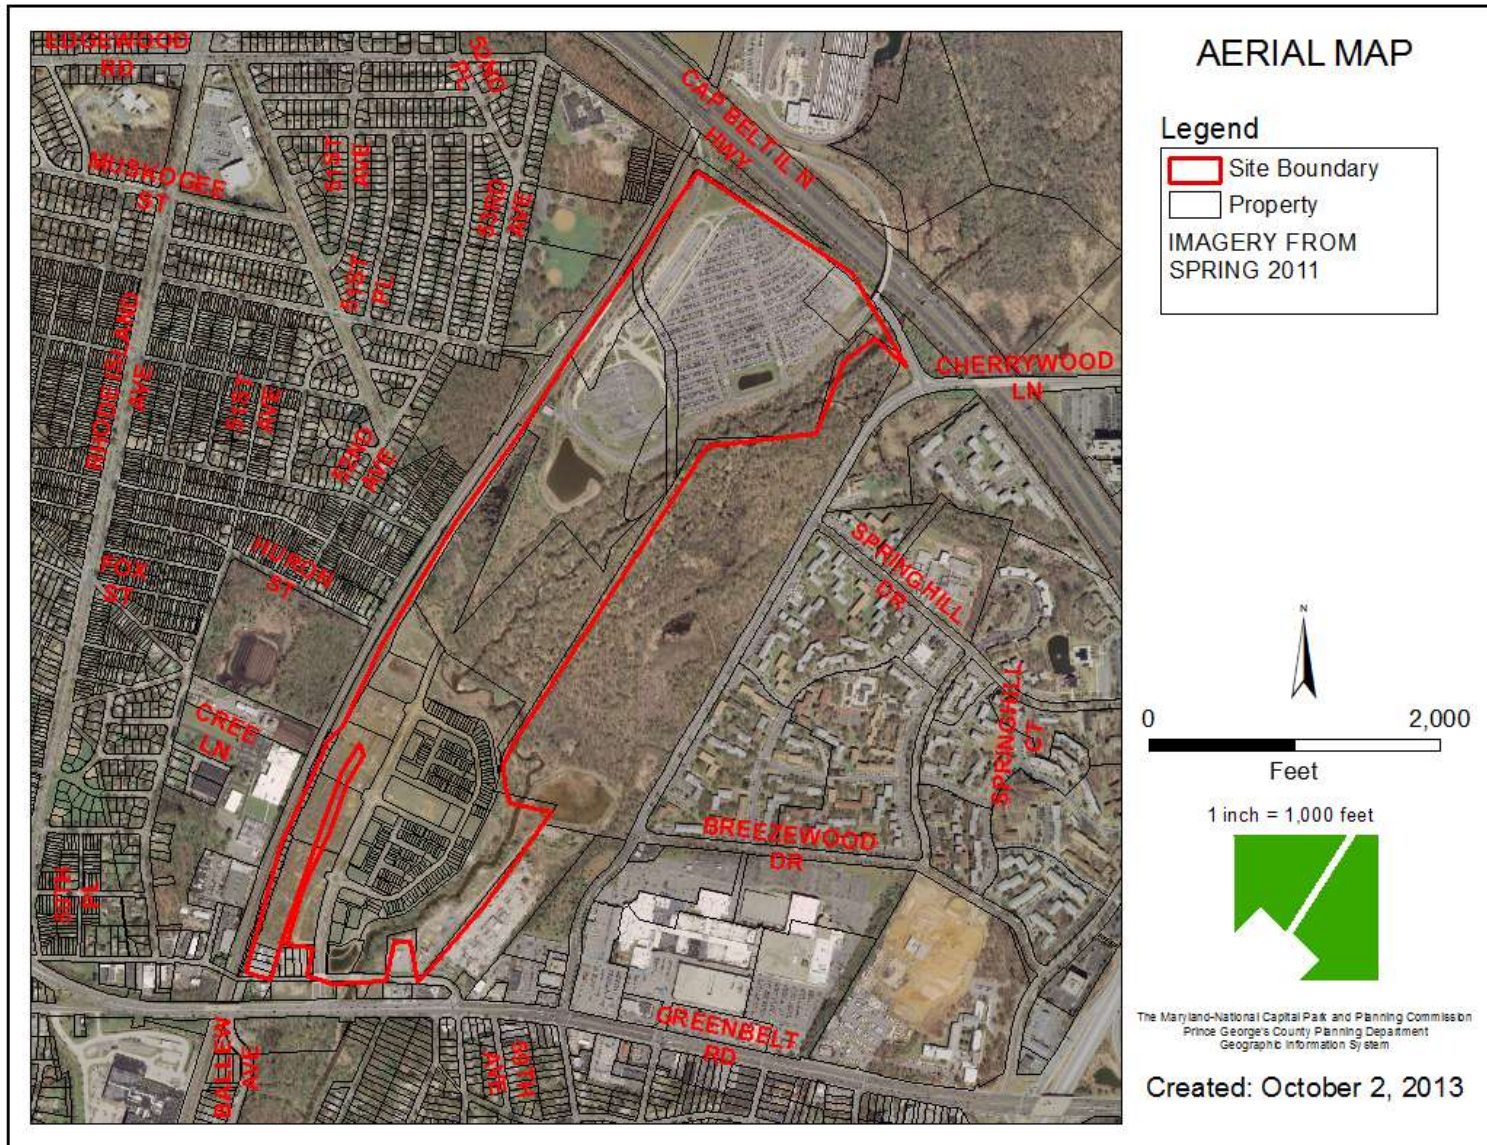 AERIAL MAP
Legend
Site Boundary
Property
IMAGERY FROM
SPRING 2011
EDGEWOOD
RD
52ND
PL
CAP BELT IL N
HWY
MUSKOGEE
ST
51ST
AVE
53RD
AVE
51ST
PL
RHODE ISLAND
AVE
51ST
AVE
52ND
AVE
CHERRYWOOD
LN
HURON
ST
FOX
ST
SPRINGHILL
DR
SPRINGHILL
CT
CREE
LN
BREEZEWOOD
DR
PL
GREENBELT
RD
BALLEW
AVE
60TH
AVE
N
0 2,000
Feet
1 inch = 1,000 feet
The Maryland-National Capital Park and Planning Commission
Prince George's County Planning Department
Geographic Information System
Created: October 2, 2013